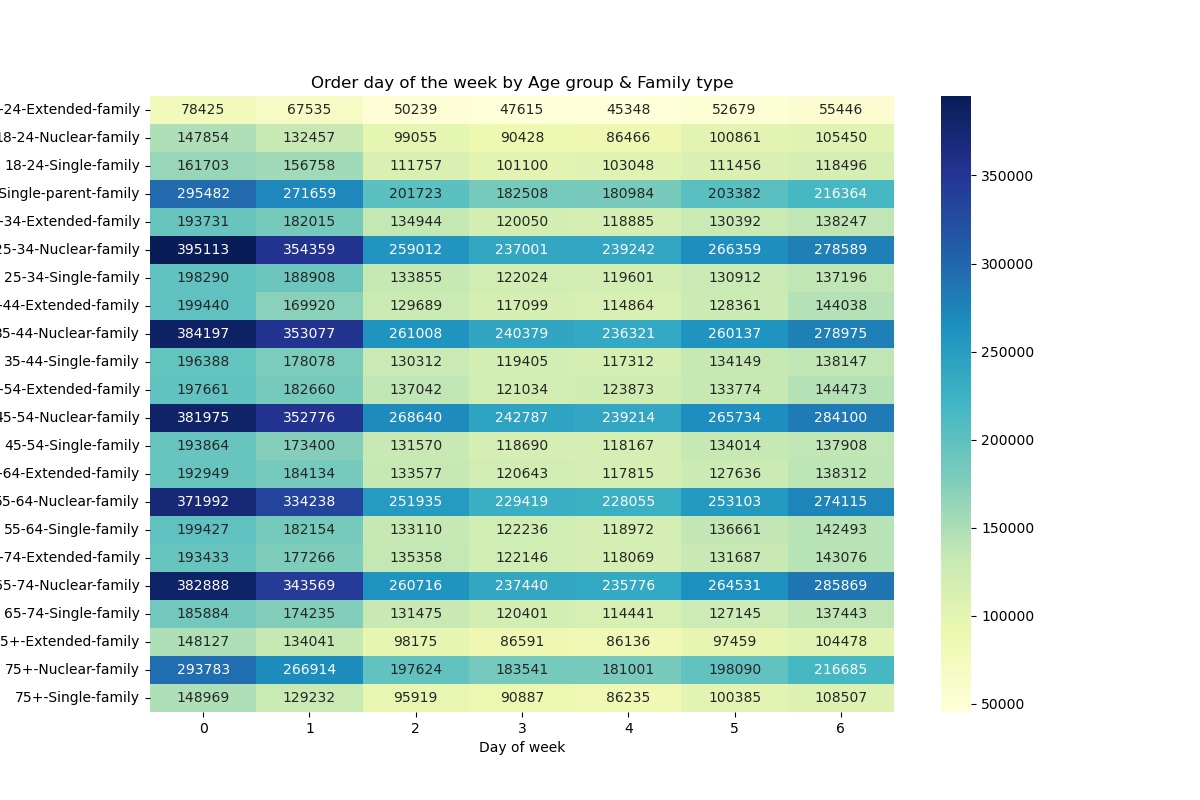 Order day of the week by Age group & Family type
-24-Extended-family 78425 67535 50239 47615 45348 52679 55446
18-24-Nuclear-family 147854 132457 99055 90428 86466 100861 105450
18-24-Single-family 161703 156758 111757 101100 103048 111456 118496
Single-parent-family 295482 271659 201723 182508 180984 203382 216364
-34-Extended-family 193731 182015 134944 120050 118885 130392 138247
25-34-Nuclear-family 395113 354359 259012 237001 239242 266359 278589
25-34-Single-family 198290 188908 133855 122024 119601 130912 137196
-44-Extended-family 199440 169920 129689 117099 114864 128361 144038
35-44-Nuclear-family 384197 353077 261008 240379 236321 260137 278975
35-44-Single-family 196388 178078 130312 119405 117312 134149 138147
-54-Extended-family 197661 182660 137042 121034 123873 133774 144473
45-54-Nuclear-family 381975 352776 268640 242787 239214 265734 284100
45-54-Single-family 193864 173400 131570 118690 118167 134014 137908
-64-Extended-family 192949 184134 133577 120643 117815 127636 138312
55-64-Nuclear-family 371992 334238 251935 229419 228055 253103 274115
55-64-Single-family 199427 182154 133110 122236 118972 136661 142493
-74-Extended-family 193433 177266 135358 122146 118069 131687 143076
65-74-Nuclear-family 382888 343569 260716 237440 235776 264531 285869
65-74-Single-family 185884 174235 131475 120401 114441 127145 137443
5+-Extended-family 148127 134041 98175 86591 86136 97459 104478
75+-Nuclear-family 293783 266914 197624 183541 181001 198090 216685
75+-Single-family 148969 129232 95919 90887 86235 100385 108507
0 1 2 3 4 5 6
Day of week
350000
300000
250000
200000
150000
100000
50000